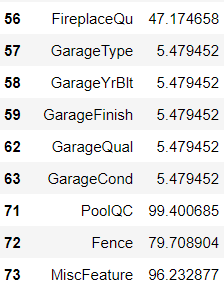 56 FireplaceQu 47.174658
57 GarageType 5.479452
58 GarageYrBlt 5.479452
59 GarageFinish 5.479452
62 GarageQual 5.479452
63 GarageCond 5.479452
71 PoolQC 99.400685
72 Fence 79.708904
73 MiscFeature 96.232877